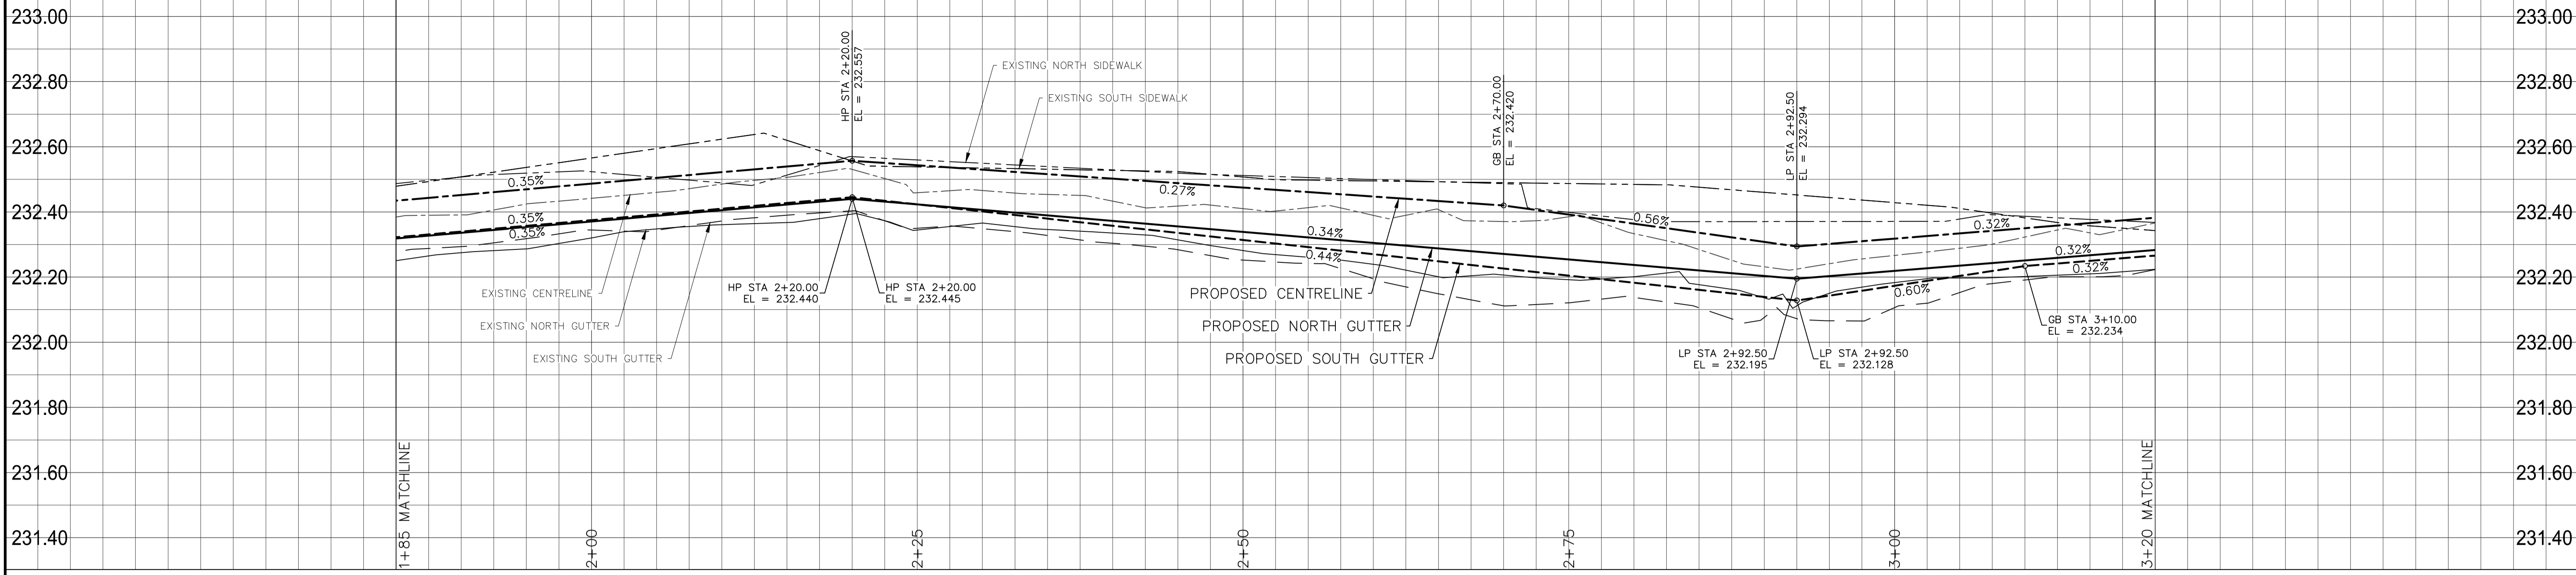 233.00
233.00
232.80
232.80
232.60
232.60
232.40
232.40
232.20
232.20
232.00
232.00
231.80
231.80
231.60
231.60
231.40
231.40
HP STA 2+20.00
EL = 232.557
EXISTING NORTH SIDEWALK
EXISTING SOUTH SIDEWALK
GB STA 2+70.00
EL = 232.420
LP STA 2+92.50
EL = 232.294
0.35%
0.27%
0.56%
0.32%
0.35%
0.35%
0.34%
0.44%
0.32%
0.32%
0.60%
EXISTING CENTRELINE
EXISTING NORTH GUTTER
EXISTING SOUTH GUTTER
HP STA 2+20.00
EL = 232.440
HP STA 2+20.00
EL = 232.445
PROPOSED CENTRELINE
PROPOSED NORTH GUTTER
PROPOSED SOUTH GUTTER
LP STA 2+92.50
EL = 232.195
LP STA 2+92.50
EL = 232.128
GB STA 3+10.00
EL = 232.234
1+85 MATCHLINE
2+00
2+25
2+50
2+75
3+00
3+20 MATCHLINE